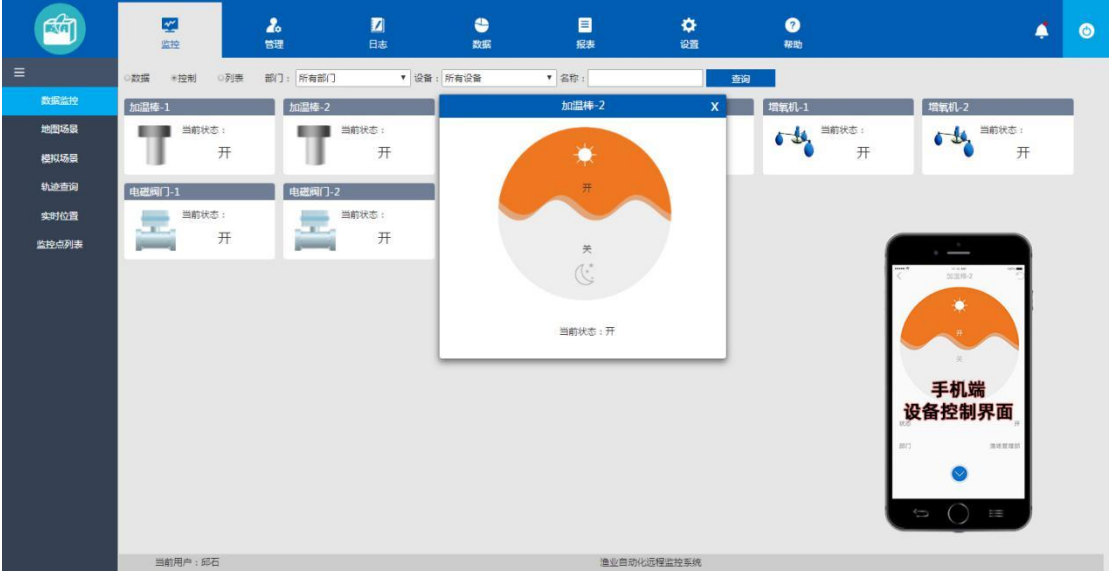 监控
管理
日志
数据
报表
设置
帮助
数据 控制 列表 部门： 所有部门 设备： 所有设备 名称： 查询
数据监控
地图场景
模拟场景
轨迹查询
实时位置
监控点列表
加温棒-1
当前状态：
开
加温棒-2
当前状态：
开
加温棒-2 X
开
关
当前状态：开
增氧机-1
当前状态：
开
增氧机-2
当前状态：
开
电磁阀门-1
当前状态：
开
电磁阀门-2
当前状态：
开
加温棒-2
开
关
手机端
设备控制界面
状态 开
部门
当前用户：邱石
渔业自动化远程监控系统